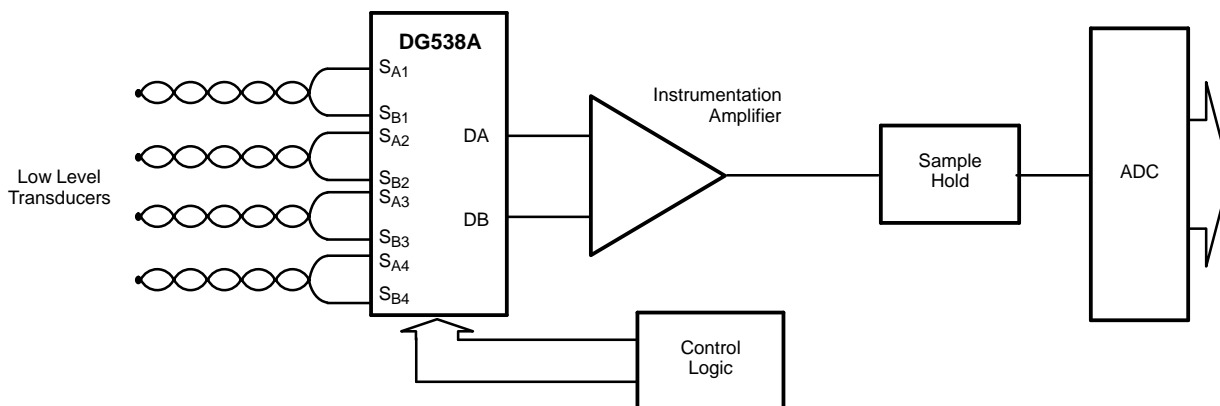 DG538A
SA1
SB1
SA2
SB2
SA3
SB3
SA4
SB4
DA
DB
Low Level
Transducers
Instrumentation
Amplifier
Sample
Hold
ADC
Control
Logic